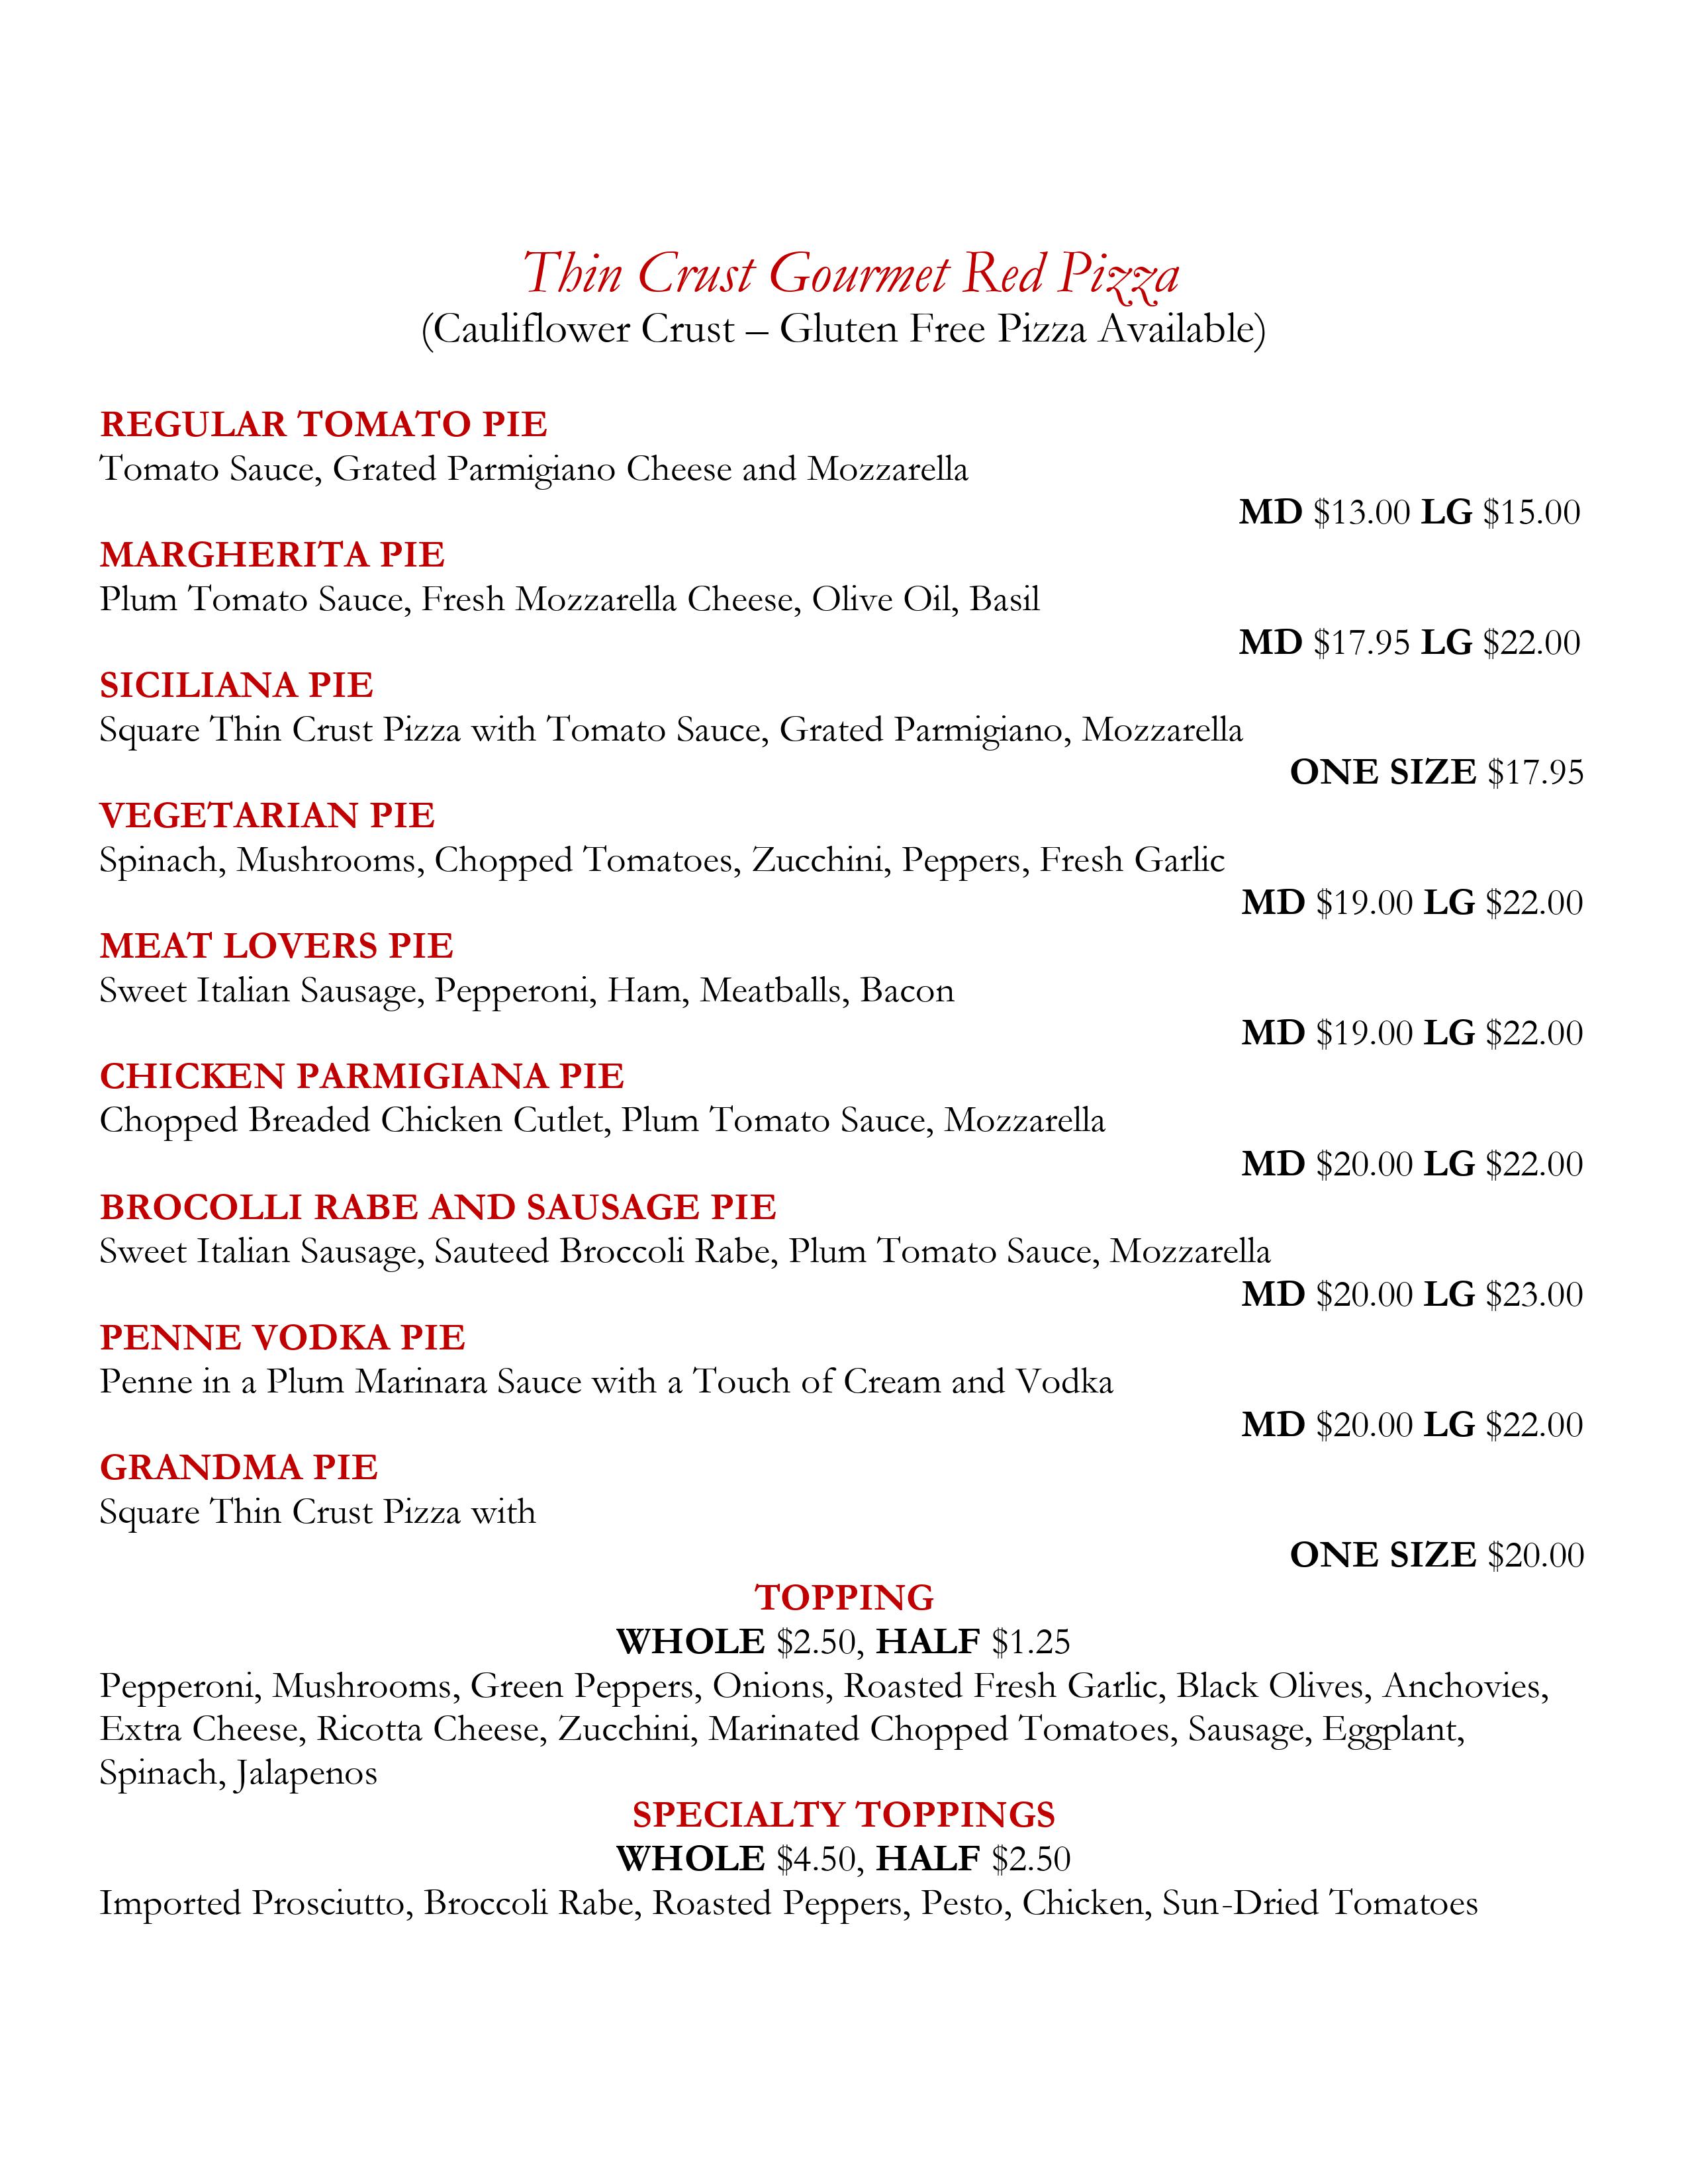 Thin Crust Gourmet Red Pizza
(Cauliflower Crust – Gluten Free Pizza Available)
REGULAR TOMATO PIE
Tomato Sauce, Grated Parmigiano Cheese and Mozzarella
MD $13.00 LG $15.00
MARGHERITA PIE
Plum Tomato Sauce, Fresh Mozzarella Cheese, Olive Oil, Basil
MD $17.95 LG $22.00
SICILIANA PIE
Square Thin Crust Pizza with Tomato Sauce, Grated Parmigiano, Mozzarella
ONE SIZE $17.95
VEGETARIAN PIE
Spinach, Mushrooms, Chopped Tomatoes, Zucchini, Peppers, Fresh Garlic
MD $19.00 LG $22.00
MEAT LOVERS PIE
Sweet Italian Sausage, Pepperoni, Ham, Meatballs, Bacon
MD $19.00 LG $22.00
CHICKEN PARMIGIANA PIE
Chopped Breaded Chicken Cutlet, Plum Tomato Sauce, Mozzarella
MD $20.00 LG $22.00
BROCOLLI RABE AND SAUSAGE PIE
Sweet Italian Sausage, Sauteed Broccoli Rabe, Plum Tomato Sauce, Mozzarella
MD $20.00 LG $23.00
PENNE VODKA PIE
Penne in a Plum Marinara Sauce with a Touch of Cream and Vodka
MD $20.00 LG $22.00
GRANDMA PIE
Square Thin Crust Pizza with
ONE SIZE $20.00
TOPPING
WHOLE $2.50, HALF $1.25
Pepperoni, Mushrooms, Green Peppers, Onions, Roasted Fresh Garlic, Black Olives, Anchovies,
Extra Cheese, Ricotta Cheese, Zucchini, Marinated Chopped Tomatoes, Sausage, Eggplant,
Spinach, Jalapenos
SPECIALTY TOPPINGS
WHOLE $4.50, HALF $2.50
Imported Prosciutto, Broccoli Rabe, Roasted Peppers, Pesto, Chicken, Sun-Dried Tomatoes